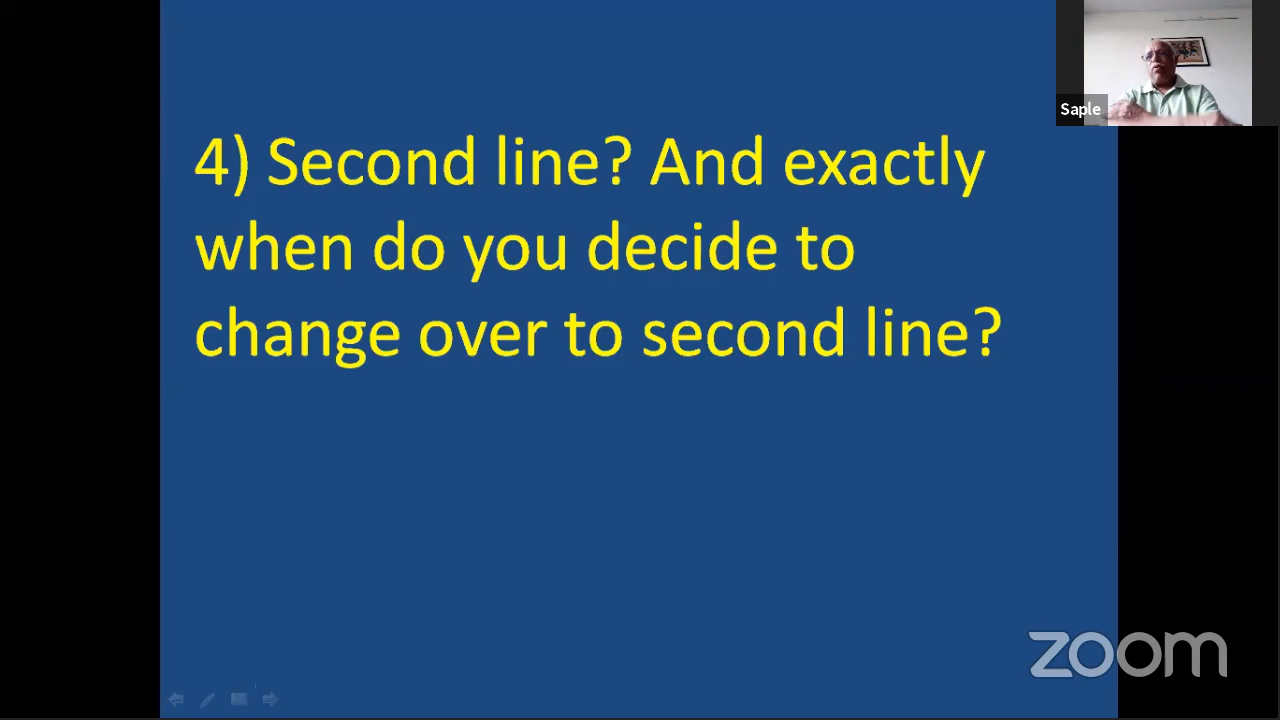 Saple
4) Second line? And exactly
when do you decide to
change over to second line?
zoom